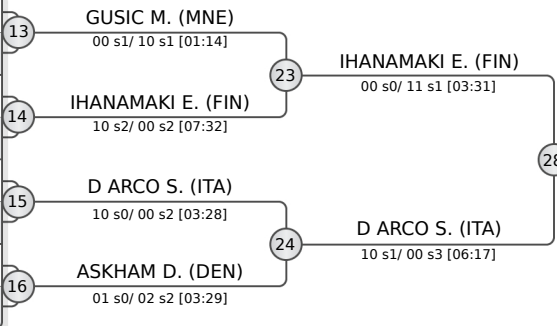 13
GUSIC M. (MNE)
00 s1/ 10 s1 [01:14]
14
IHANAMAKI E. (FIN)
10 s2/ 00 s2 [07:32]
15
D ARCO S. (ITA)
10 s0/ 00 s2 [03:28]
16
ASKHAM D. (DEN)
01 s0/ 02 s2 [03:29]
23
IHANAMAKI E. (FIN)
00 s0/ 11 s1 [03:31]
24
D ARCO S. (ITA)
10 s1/ 00 s3 [06:17]
28